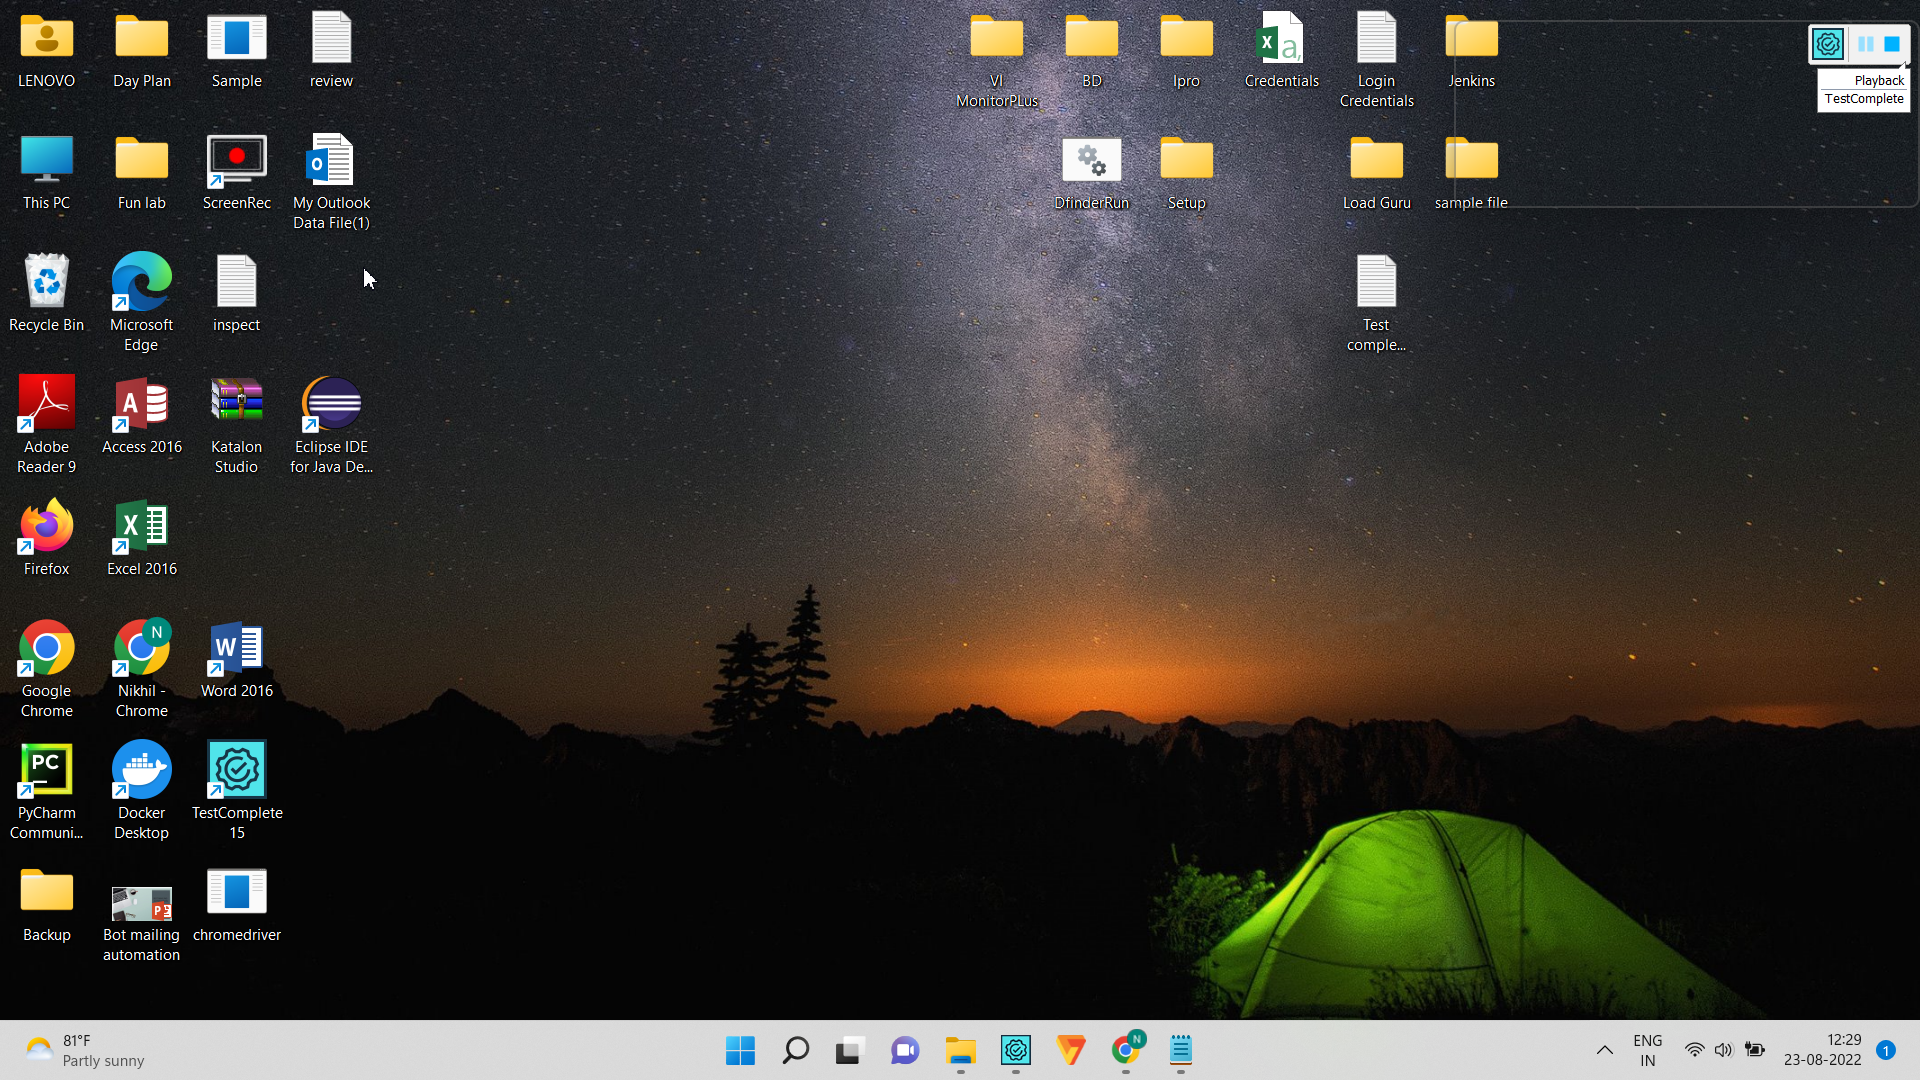 LENOVO
Day Plan
Sample
review
VI
MonitorPLus
BD
Ipro
Credentials
Login
Credentials
Jenkins
Playback
TestComplete
This PC
Fun lab
ScreenRec
My Outlook
Data File(1)
DfinderRun
Setup
Load Guru
sample file
Recycle Bin
Microsoft
Edge
inspect
Test
comple...
Adobe
Reader 9
Access 2016
Katalon
Studio
Eclipse IDE
for Java De...
Firefox
Excel 2016
Google
Chrome
Nikhil -
Chrome
N
Word 2016
PC
PyCharm
Communi...
Docker
Desktop
TestComplete
15
Backup
Bot mailing
automation
chromedriver
81°F
Partly sunny
N
ENG
IN
12:29
23-08-2022
1